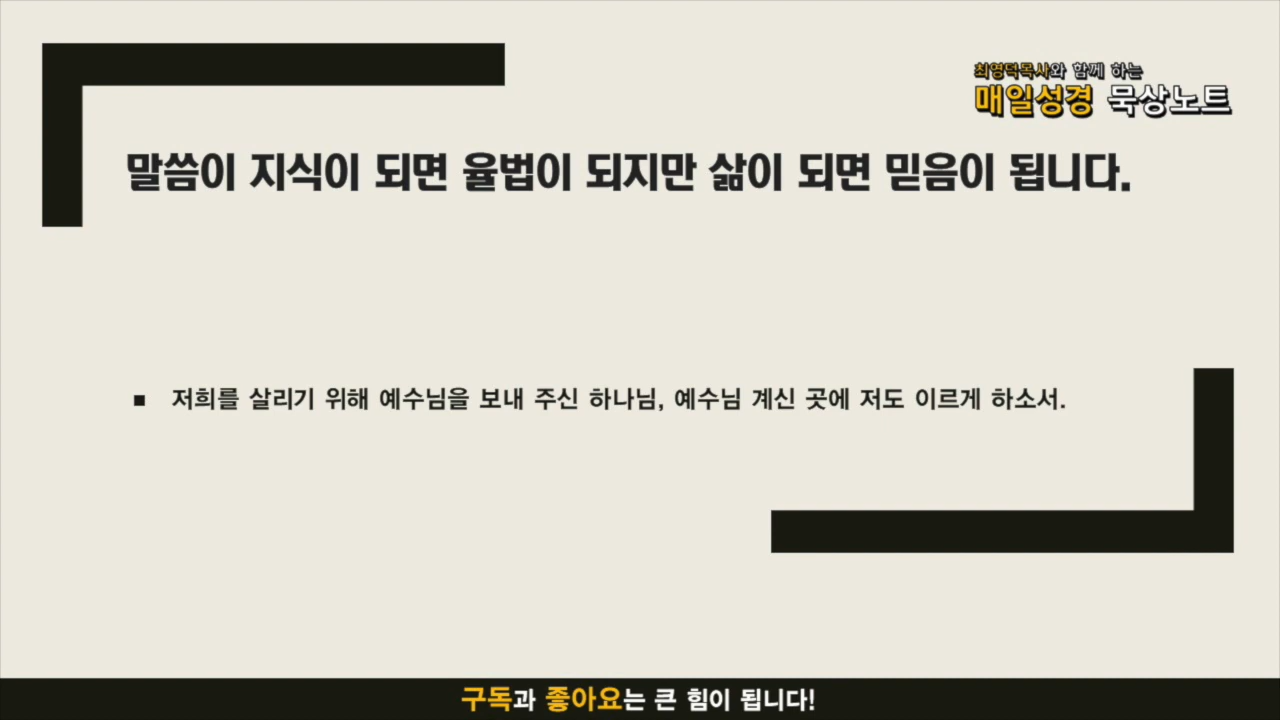 최영덕목사와 함께 하는
매일성경 묵상노트
말씀이 지식이 되면 율법이 되지만 삶이 되면 믿음이 됩니다.
■ 저희를 살리기 위해 예수님을 보내 주신 하나님, 예수님 계신 곳에 저도 이르게 하소서.
구독과 좋아요는 큰 힘이 됩니다!